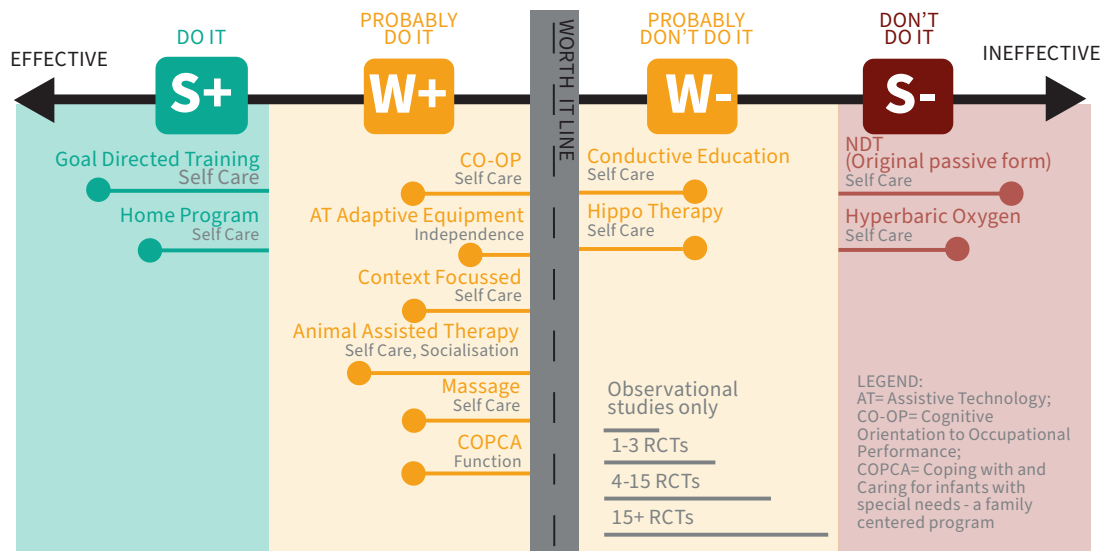 EFFECTIVE
DO IT
S+
PROBABLY
DO IT
W+
WORTH IT LINE
PROBABLY
DON'T DO IT
W-
DON'T
DO IT
S-
INEFFECTIVE
Goal Directed Training
Self Care
Home Program
Self Care
CO-OP
Self Care
AT Adaptive Equipment
Independence
Context Focussed
Self Care
Animal Assisted Therapy
Self Care, Socialisation
Massage
Self Care
COPCA
Function
Conductive Education
Self Care
Hippo Therapy
Self Care
Observational
studies only
1-3 RCTs
4-15 RCTs
15+ RCTs
NDT
(Original passive form)
Self Care
Hyperbaric Oxygen
Self Care
LEGEND:
AT= Assistive Technology;
CO-OP= Cognitive
Orientation to Occupational
Performance;
COPCA= Coping with and
Caring for infants with
special needs - a family
centered program